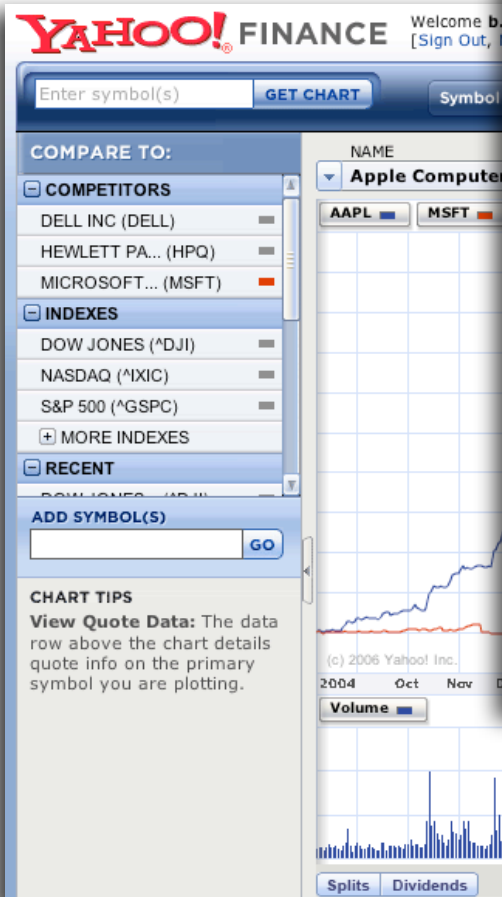 YAHOO! FINANCE
Welcome b.
[Sign Out,
Enter symbol(s)
GET CHART
Symbol
COMPARE TO:
COMPETITORS
DELL INC (DELL)
HEWLETT PA... (HPQ)
MICROSOFT... (MSFT)
INDEXES
DOW JONES (^DJI)
NASDAQ (^IXIC)
S&P 500 (^GSPC)
MORE INDEXES
RECENT
ADD SYMBOL(S)
GO
CHART TIPS
View Quote Data: The data
row above the chart details
quote info on the primary
symbol you are plotting.
NAME
Apple Computer
AAPL
MSFT
(c) 2006 Yahoo! Inc.
2004 Oct Nov
Volume
Splits Dividends